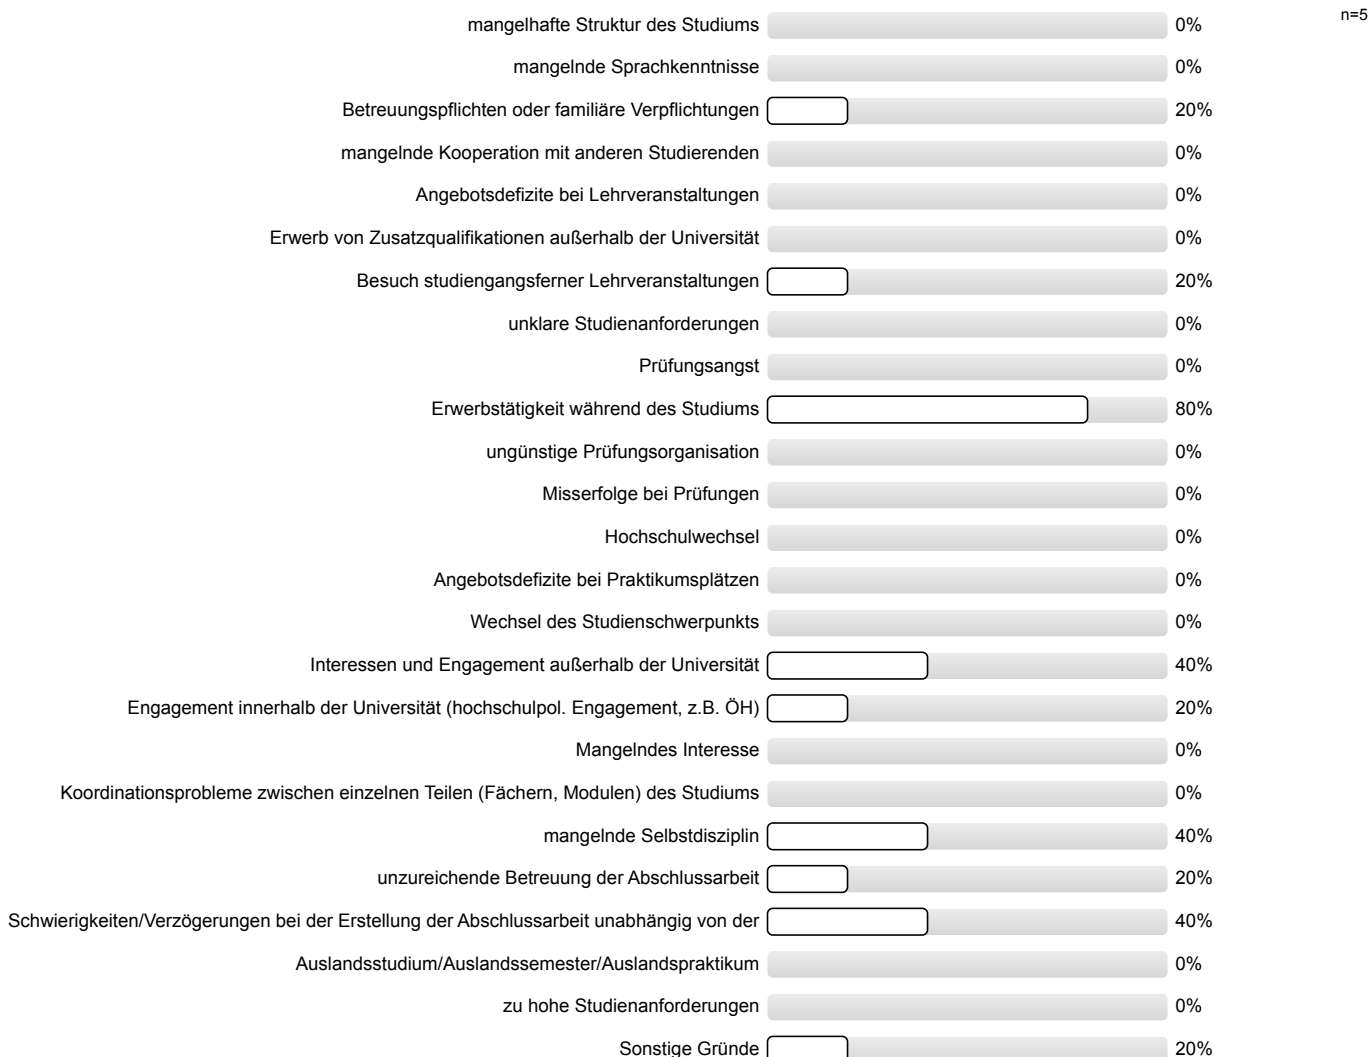 n=5
mangelhafte Struktur des Studiums 0%
mangelnde Sprachkenntnisse 0%
Betreuungspflichten oder familiäre Verpflichtungen 20%
mangelnde Kooperation mit anderen Studierenden 0%
Angebotsdefizite bei Lehrveranstaltungen 0%
Erwerb von Zusatzqualifikationen außerhalb der Universität 0%
Besuch studiengangsferner Lehrveranstaltungen 20%
unklare Studienanforderungen 0%
Prüfungsangst 0%
Erwerbstätigkeit während des Studiums 80%
ungünstige Prüfungsorganisation 0%
Misserfolge bei Prüfungen 0%
Hochschulwechsel 0%
Angebotsdefizite bei Praktikumsplätzen 0%
Wechsel des Studienschwerpunkts 0%
Interessen und Engagement außerhalb der Universität 40%
Engagement innerhalb der Universität (hochschulpol. Engagement, z.B. ÖH) 20%
Mangelndes Interesse 0%
Koordinationsprobleme zwischen einzelnen Teilen (Fächern, Modulen) des Studiums 0%
mangelnde Selbstdisziplin 40%
unzureichende Betreuung der Abschlussarbeit 20%
Schwierigkeiten/Verzögerungen bei der Erstellung der Abschlussarbeit unabhängig von der 40%
Auslandsstudium/Auslandssemester/Auslandspraktikum 0%
zu hohe Studienanforderungen 0%
Sonstige Gründe 20%